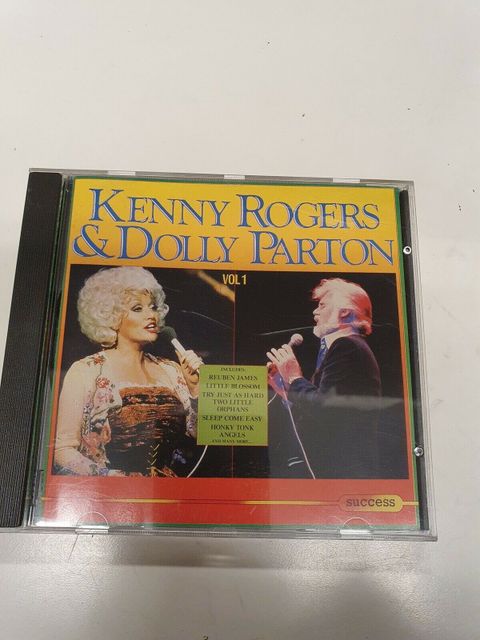 KENNY ROGERS
& DOLLY PARTON
VOL 1
INCLUDES:
REUBEN JAMES
LITTLE BLOSSOM
TRY JUST AS HARD
TWO LITTLE
ORPHANS
SLEEP COME EASY
HONKY TONK
ANGELS
AND MANY MORE...
success